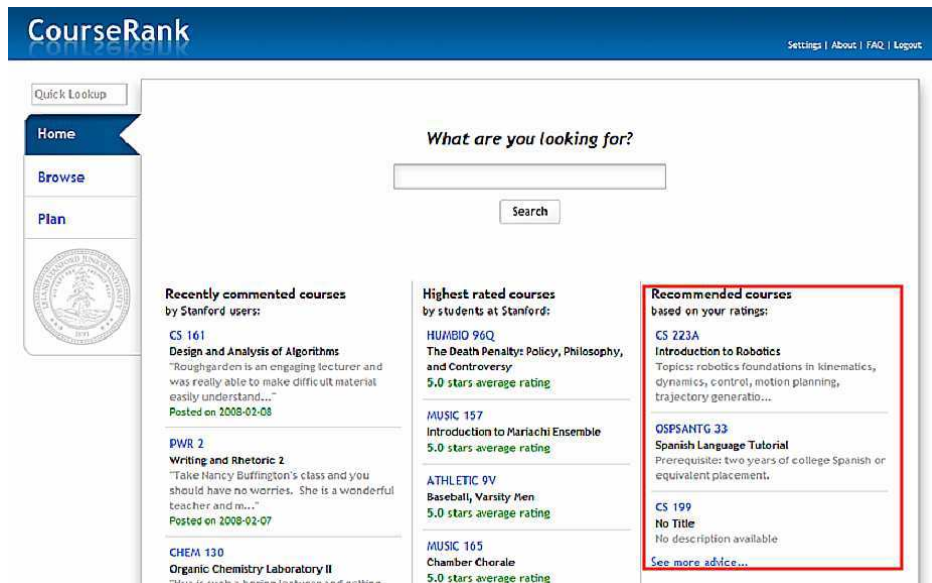 CourseRank
Settings | About | FAQ | Logout
Quick Lookup
Home
Browse
Plan
What are you looking for?
Search
Recently commented courses
by Stanford users:
CS 161
Design and Analysis of Algorithms
"Roughgarden is an engaging lecturer and
was really able to make difficult material
easily understand..."
Posted on 2008-02-08
PWR 2
Writing and Rhetoric 2
"Take Nancy Buffington's class and you
should have no worries. She is a wonderful
teacher and m..."
Posted on 2008-02-07
CHEM 130
Organic Chemistry Laboratory II
Highest rated courses
by students at Stanford:
HUMBIO 96Q
The Death Penalty: Policy, Philosophy,
and Controversy
5.0 stars average rating
MUSIC 157
Introduction to Mariachi Ensemble
5.0 stars average rating
ATHLETIC 9V
Baseball, Varsity Men
5.0 stars average rating
MUSIC 165
Chamber Chorale
5.0 stars average rating
Recommended courses
based on your ratings:
CS 223A
Introduction to Robotics
Topics: robotics foundations in kinematics,
dynamics, control, motion planning,
trajectory generatio...
OSPSANTG 33
Spanish Language Tutorial
Prerequisite: two years of college Spanish or
equivalent placement.
CS 199
No Title
No description available
See more advice...